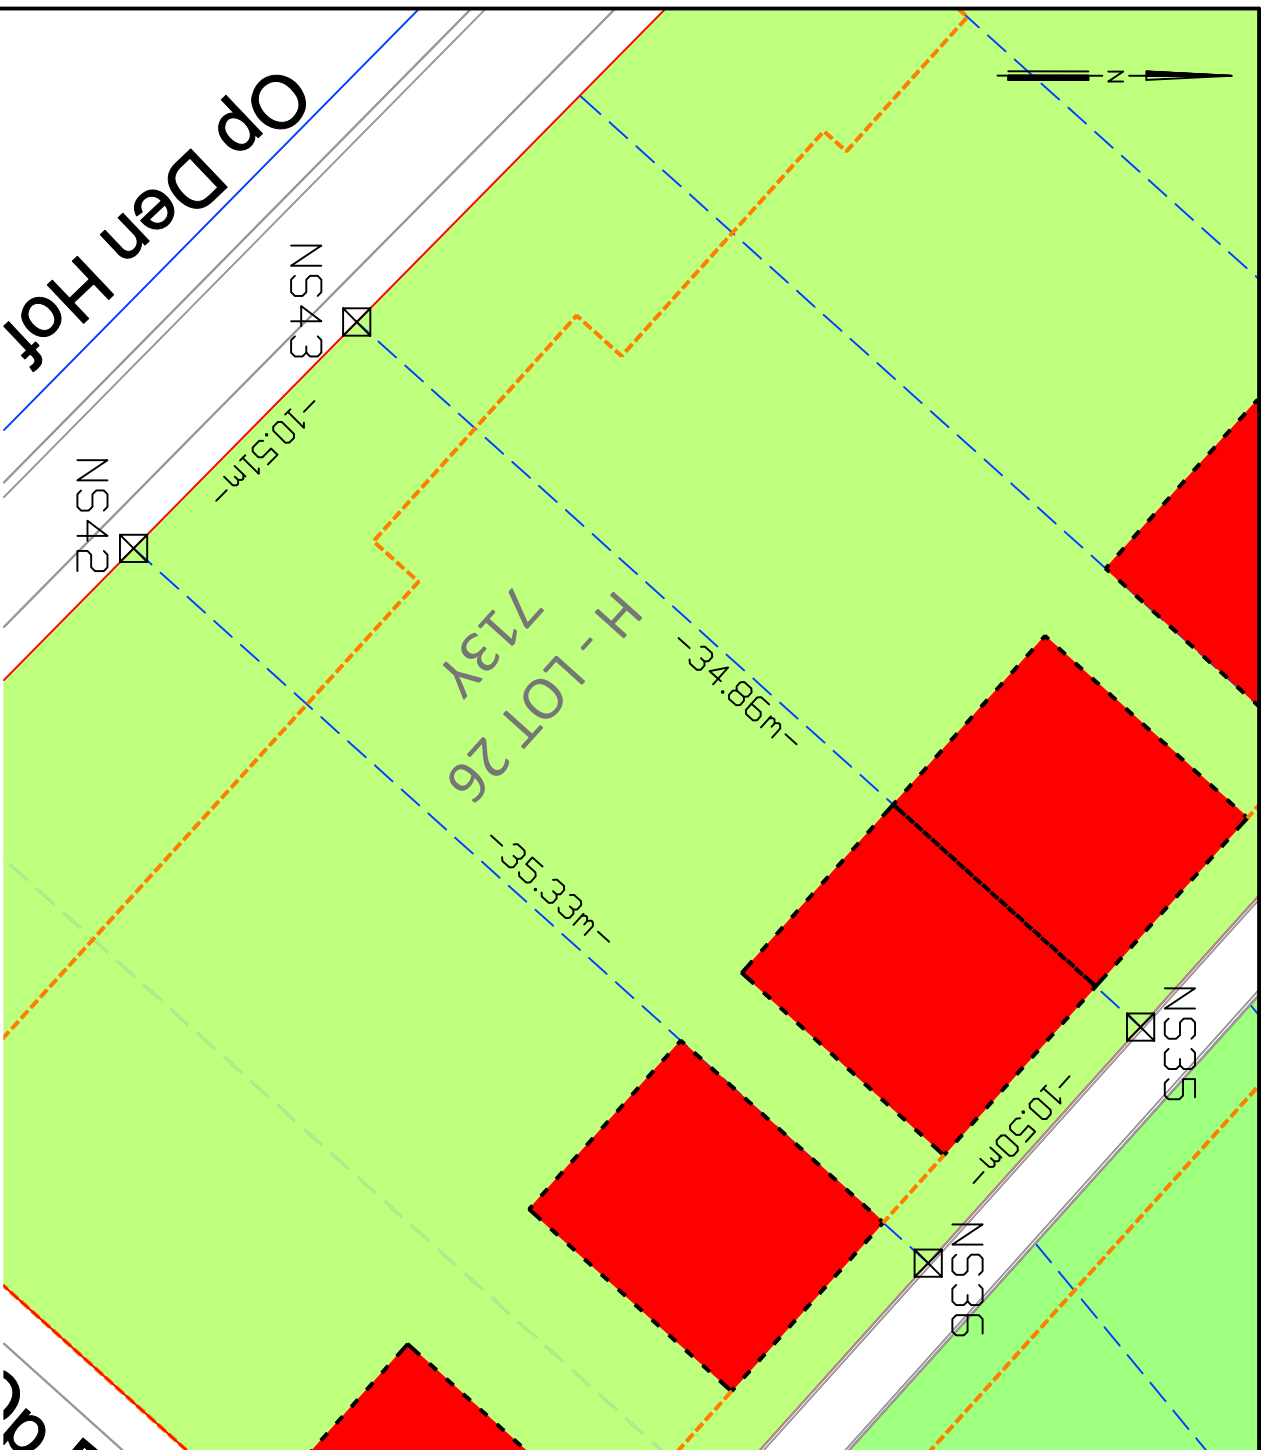 Op Den Hof
N
NS43
NS42
-10.51m-
H - LOT 26
713Y
-34.86m-
-35.33m-
NS35
-10.50m-
NS36